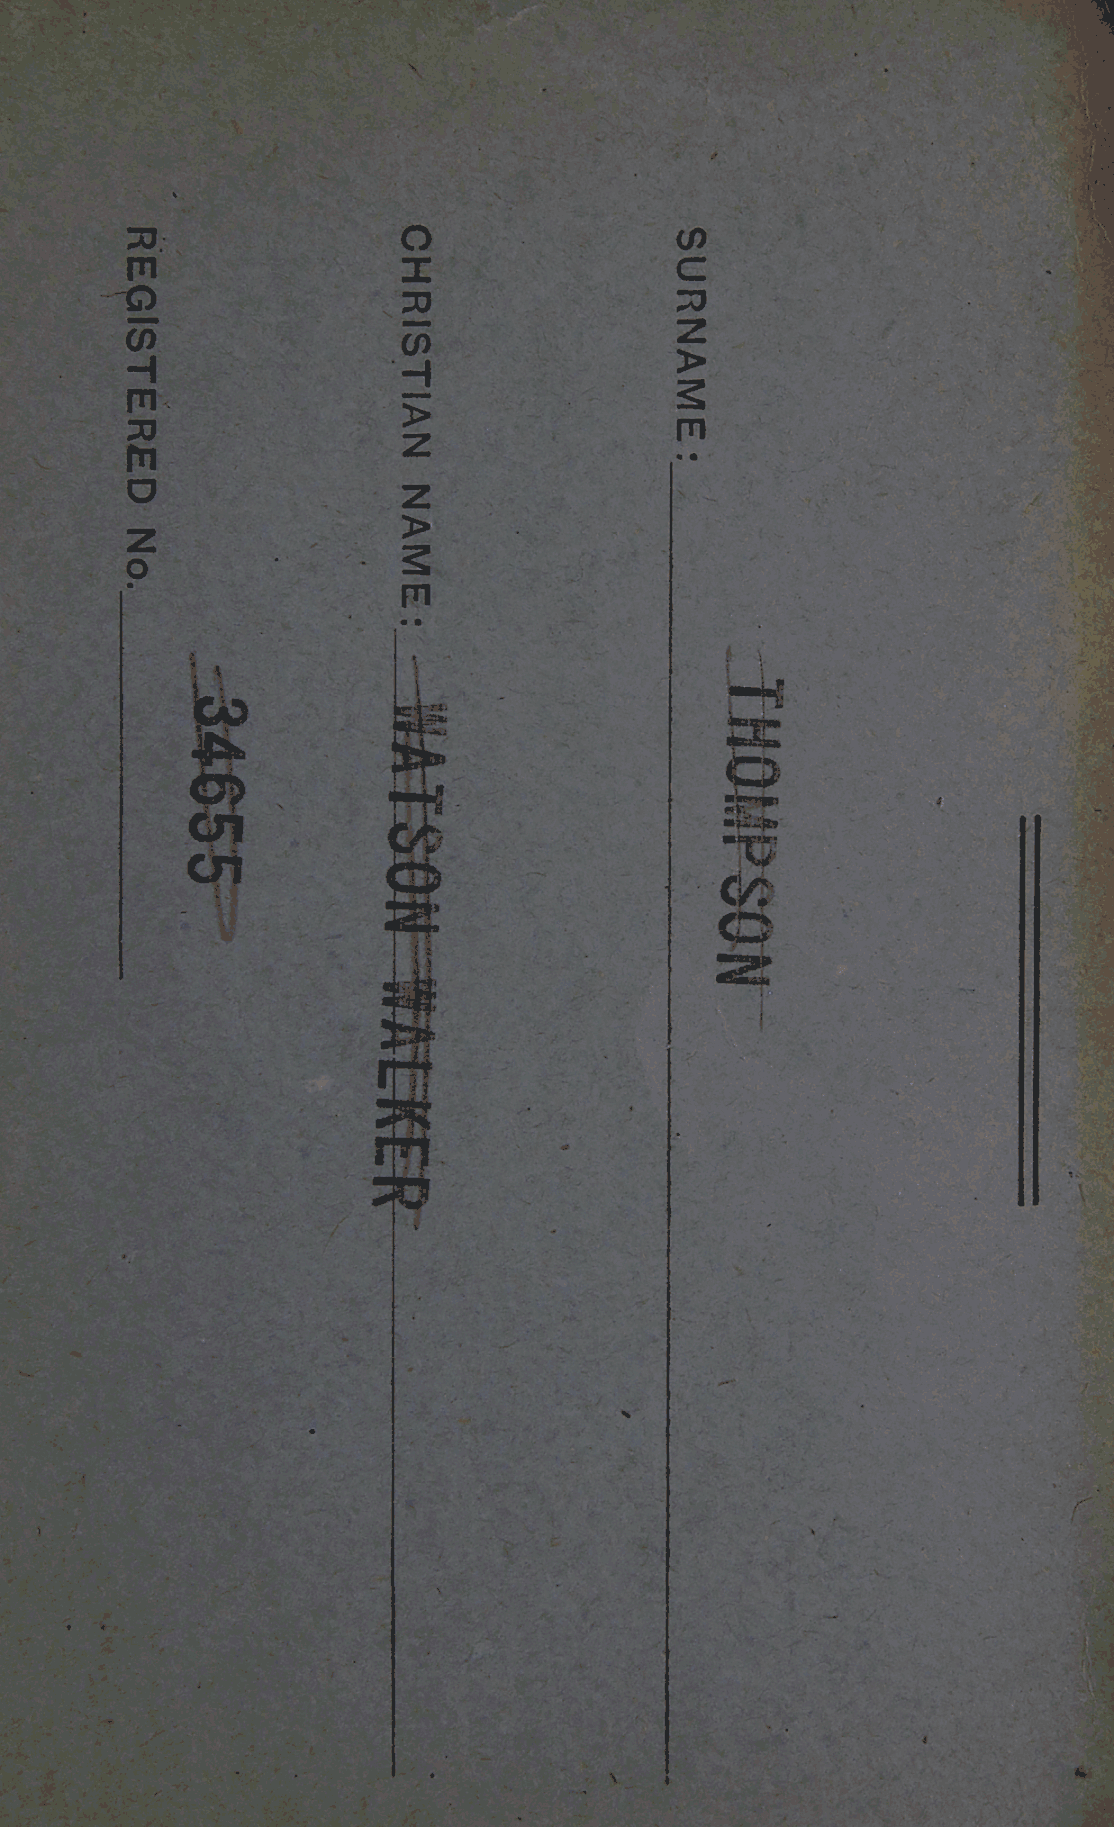 SURNAME: THOMPSON
CHRISTIAN NAME: WATSON WALKER
REGISTERED No. 34655